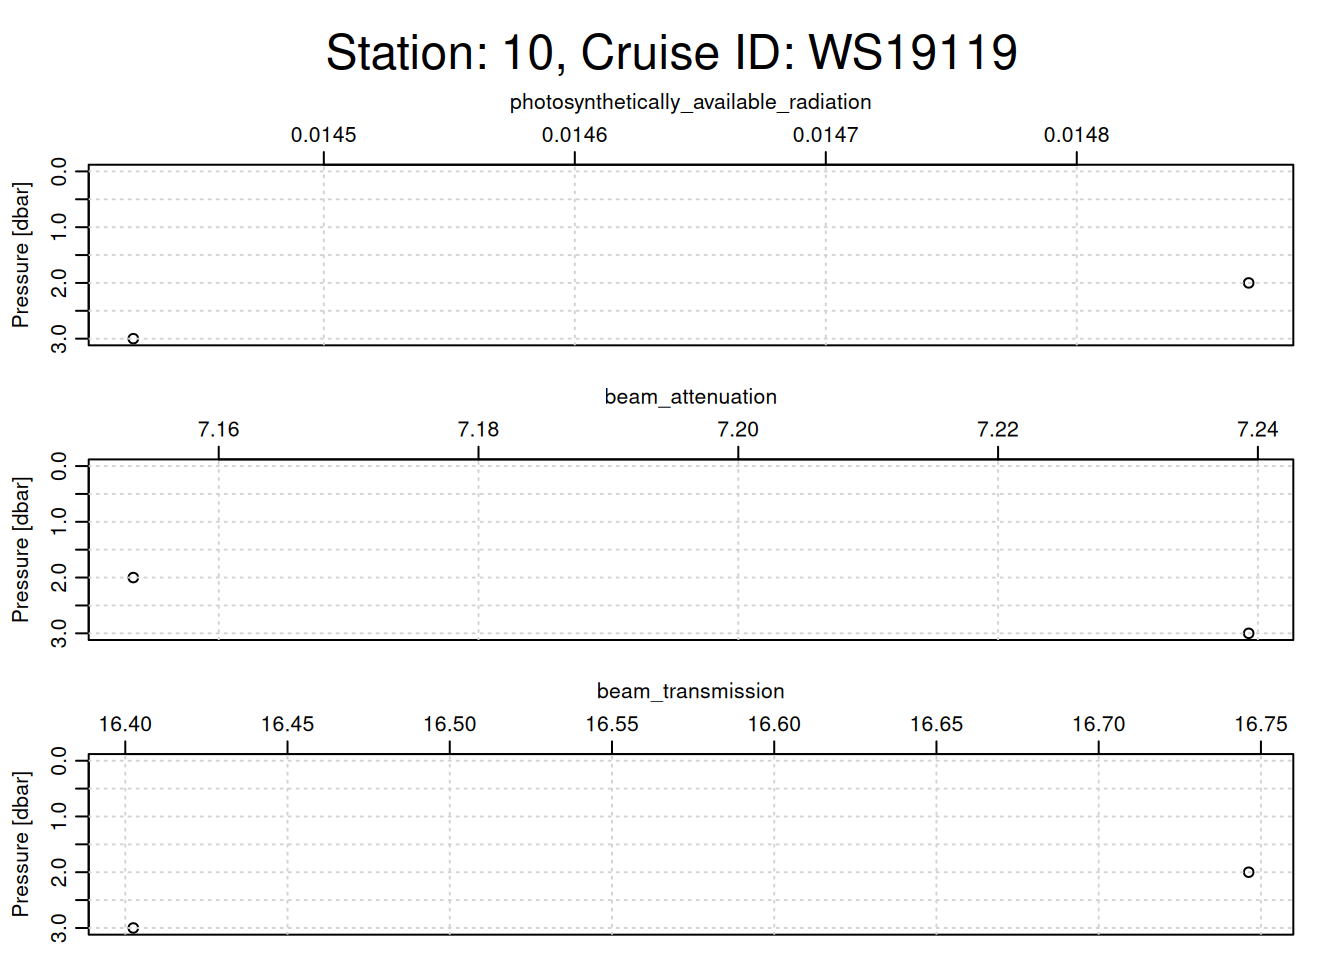 Station: 10, Cruise ID: WS19119
photosynthetically_available_radiation
0.0145 0.0146 0.0147 0.0148
Pressure [dbar]
0.0
1.0
2.0
3.0
beam_attenuation
7.16 7.18 7.20 7.22 7.24
Pressure [dbar]
0.0
1.0
2.0
3.0
beam_transmission
16.40 16.45 16.50 16.55 16.60 16.65 16.70 16.75
Pressure [dbar]
0.0
1.0
2.0
3.0